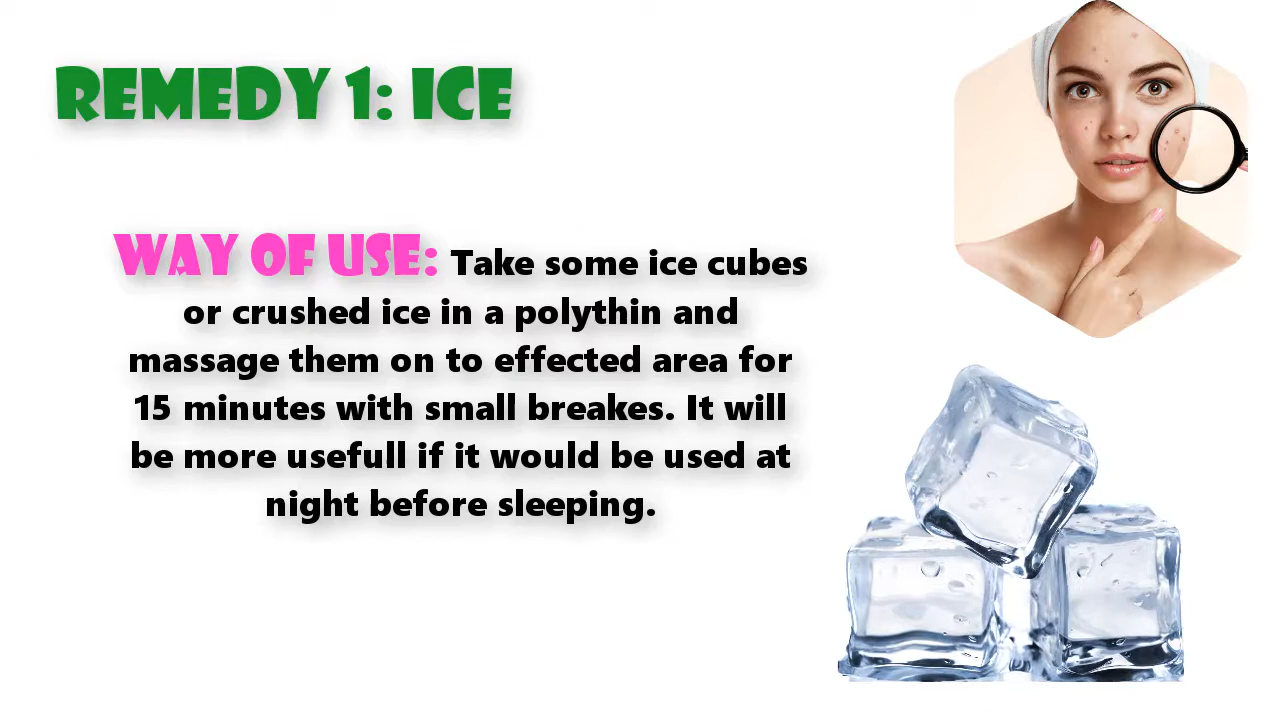 REMEDY 1: ICE
WAY OF USE: Take some ice cubes
or crushed ice in a polythin and
massage them on to effected area for
15 minutes with small breakes. It will
be more usefull if it would be used at
night before sleeping.